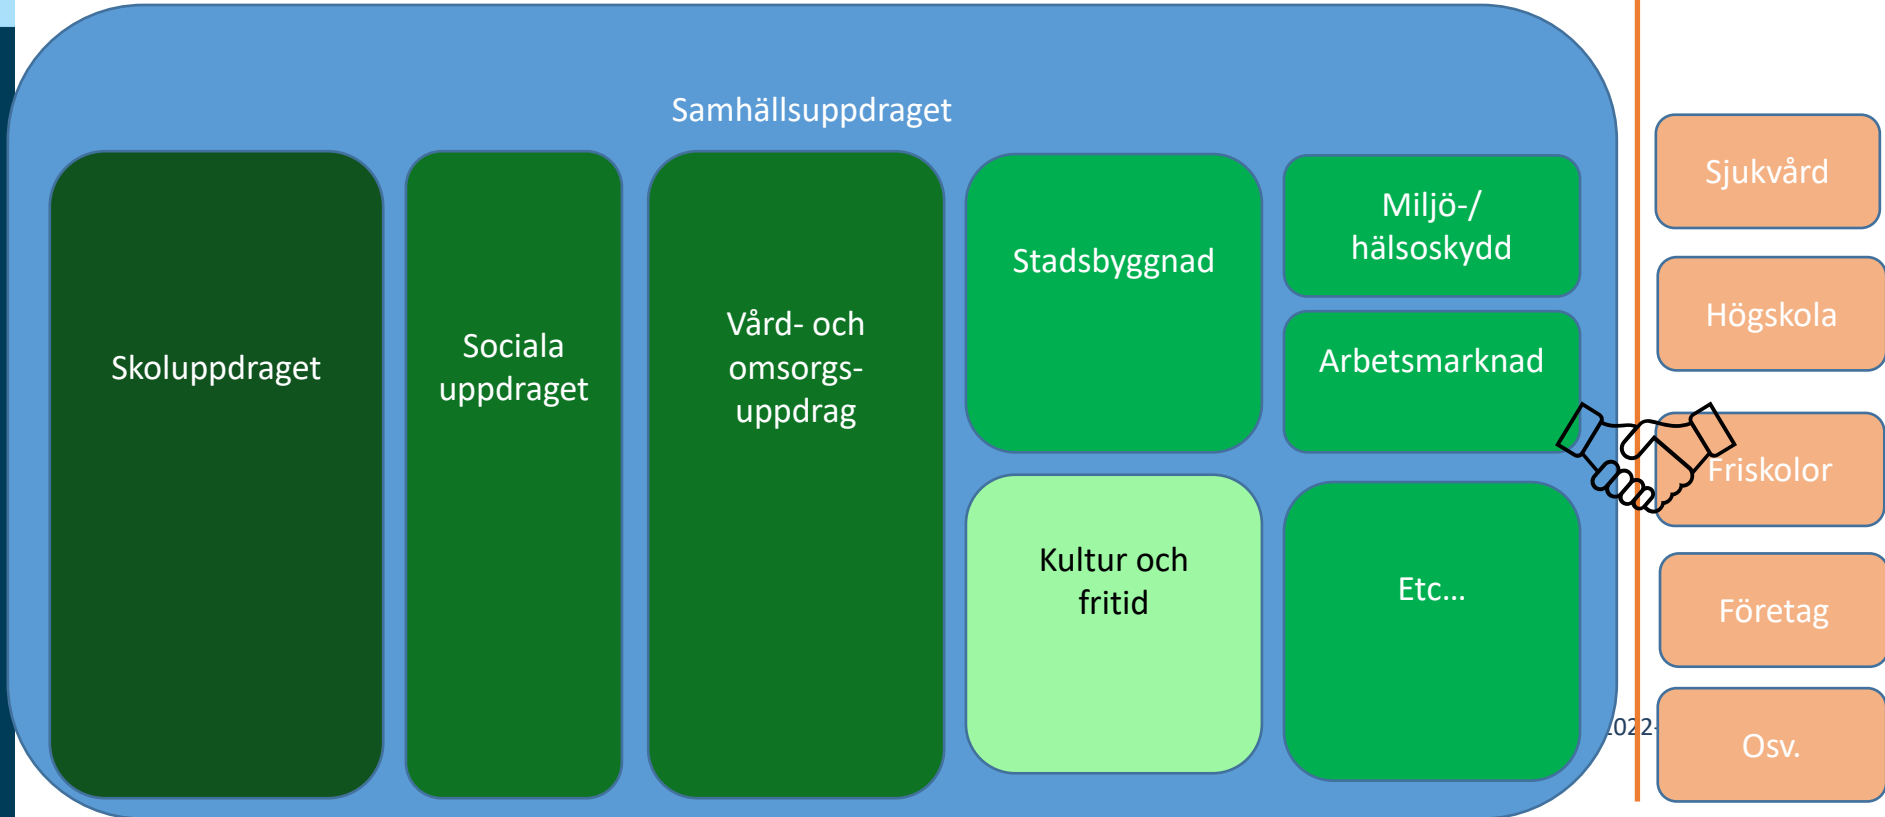 Samhällsuppdraget
Skoluppdraget
Sociala
uppdraget
Vård- och
omsorgs-
uppdrag
Stadsbyggnad
Kultur och
fritid
Miljö-/
hälsoskydd
Arbetsmarknad
Etc...
Sjukvård
Högskola
Friskolor
Företag
Osv.
2022-